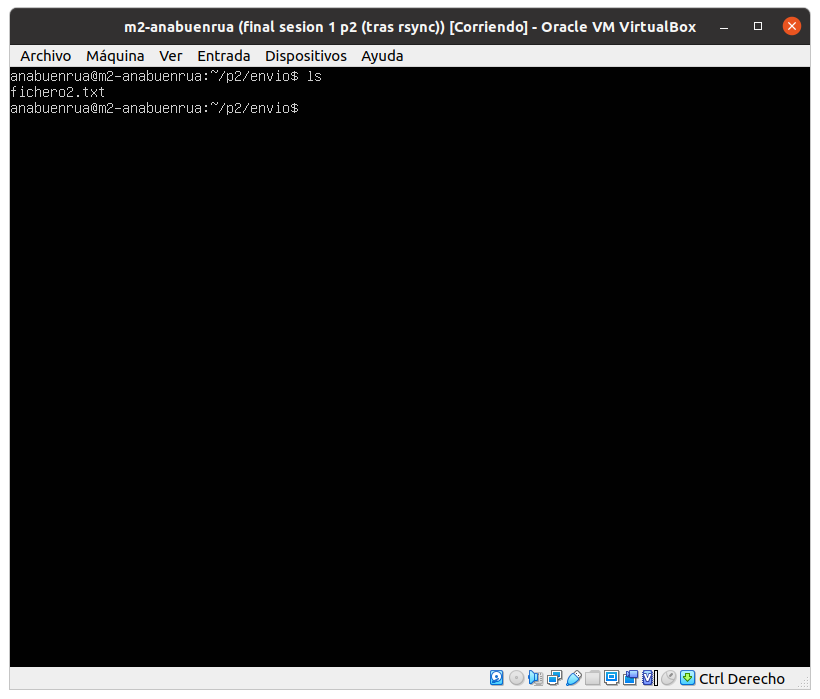 m2-anabuenrua (final sesion 1 p2 (tras rsync)) [Corriendo] - Oracle VM VirtualBox
Archivo Máquina Ver Entrada Dispositivos Ayuda
anabuenrua@m2-anabuenrua:~/p2/envio$ ls
fichero2.txt
anabuenrua@m2-anabuenrua:~/p2/envio$
Ctrl Derecho